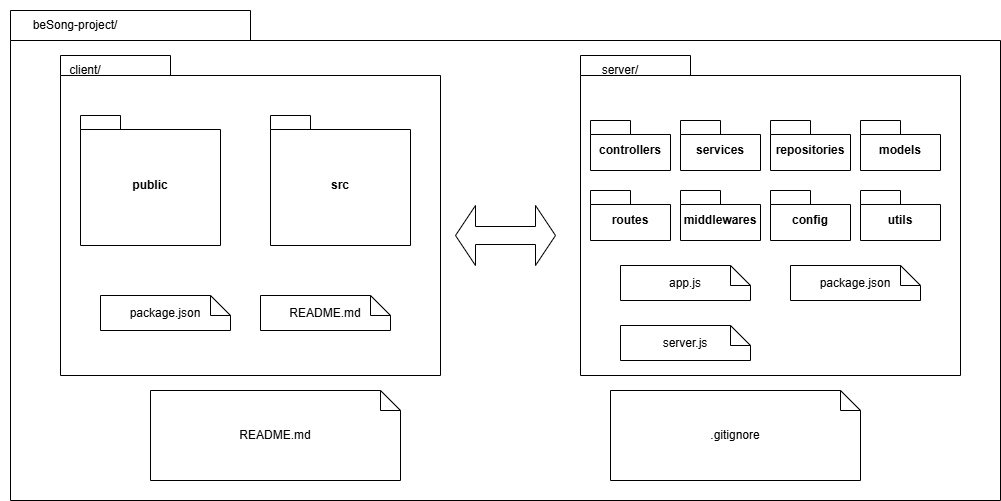 beSong-project/
client/
public
src
package.json
README.md
server/
controllers
services
repositories
models
routes
middlewares
config
utils
app.js
package.json
server.js
README.md
.gitignore